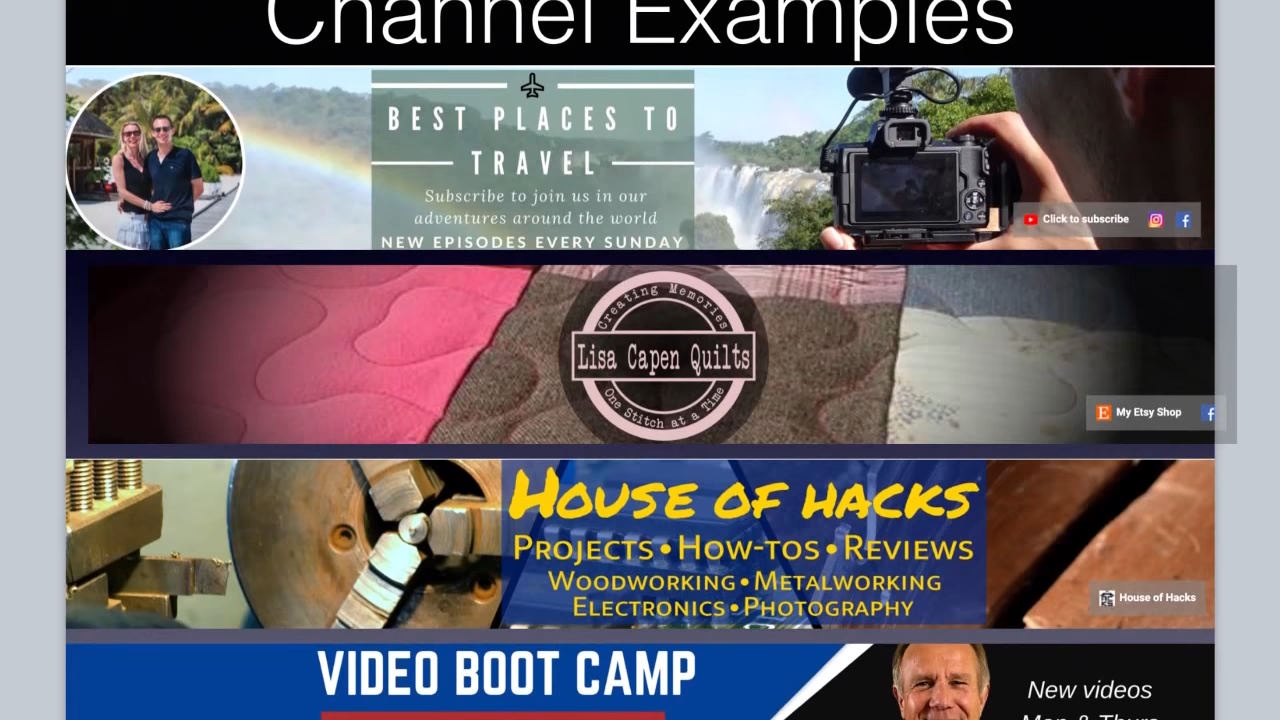 Channel Examples
BEST PLACES TO
TRAVEL
Subscribe to join us in our
adventures around the world
NEW EPISODES EVERY SUNDAY
Click to subscribe
Creating Memories
Lisa Capen Quilts
One Stitch at a Time
My Etsy Shop
HOUSE OF HACKS
PROJECTS • HOW-TOS • REVIEWS
WOODWORKING • METALWORKING
ELECTRONICS • PHOTOGRAPHY
House of Hacks
VIDEO BOOT CAMP
New videos
Mon & Thurs